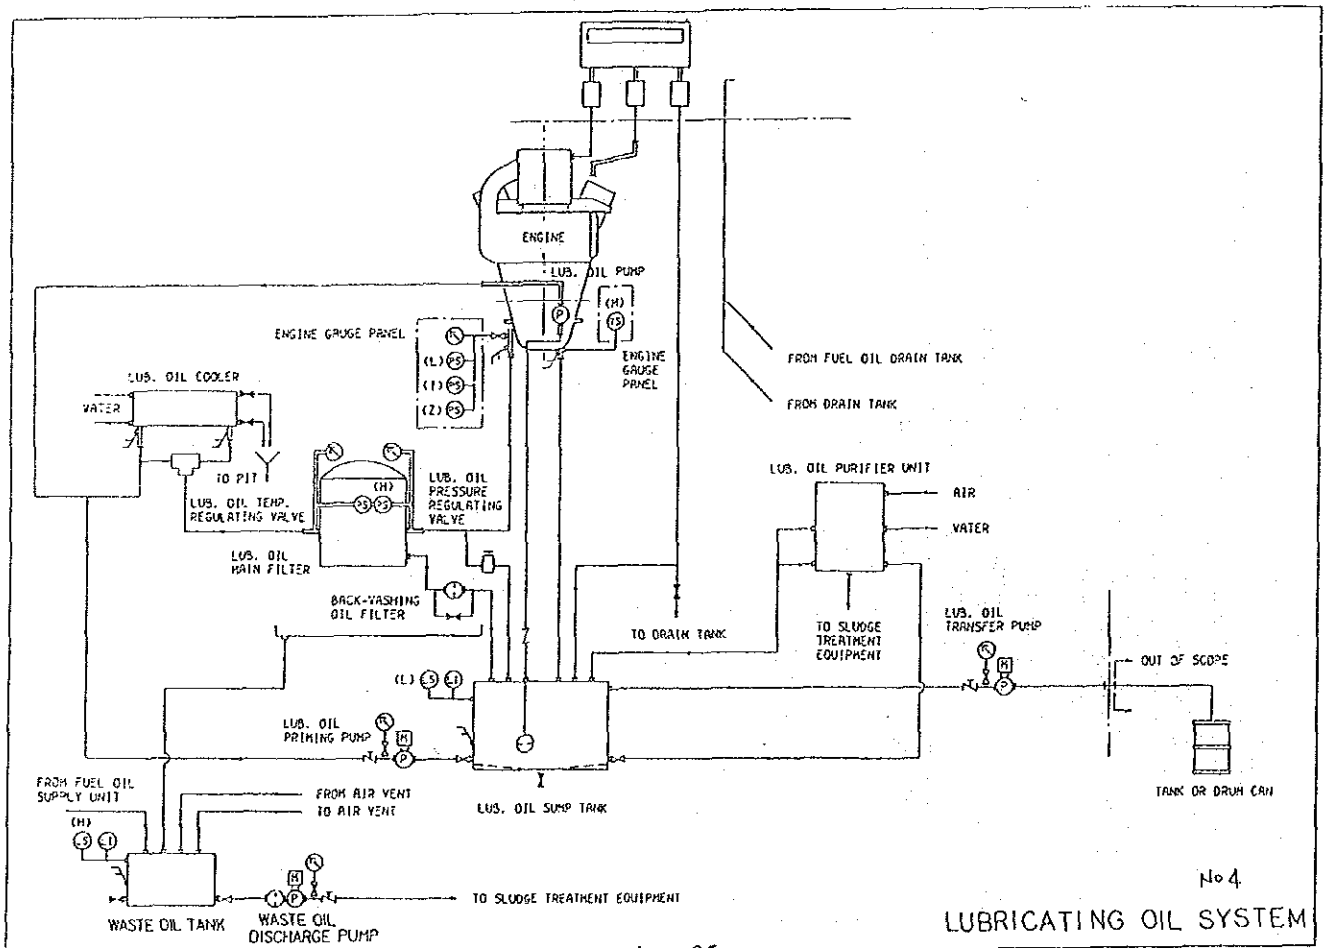 ENGINE
LUB. OIL PUMP
(H)
TS
ENGINE GAUGE PANEL
P
(L) PS
(T) PS
(Z) PS
ENGINE
GAUGE
PANEL
FROM FUEL OIL DRAIN TANK
FROM DRAIN TANK
LUB. OIL COOLER
WATER
TO PIT
LUB. OIL TEMP.
REGULATING VALVE
(H)
PS PS
LUB. OIL
PRESSURE
REGULATING
VALVE
LUB. OIL
MAIN FILTER
BACK-WASHING
OIL FILTER
LUB. OIL PURIFIER UNIT
AIR
WATER
TO DRAIN TANK
TO SLUDGE
TREATMENT
EQUIPMENT
LUB. OIL
TRANSFER PUMP
M
P
OUT OF SCOPE
TANK OR DRUM CAN
(L) LS LI
LUB. OIL
PRIMING PUMP
M
P
LUB. OIL SUMP TANK
FROM FUEL OIL
SUPPLY UNIT
FROM AIR VENT
TO AIR VENT
(H)
LS LI
M
P
TO SLUDGE TREATMENT EQUIPMENT
WASTE OIL TANK
WASTE OIL
DISCHARGE PUMP
No 4
LUBRICATING OIL SYSTEM